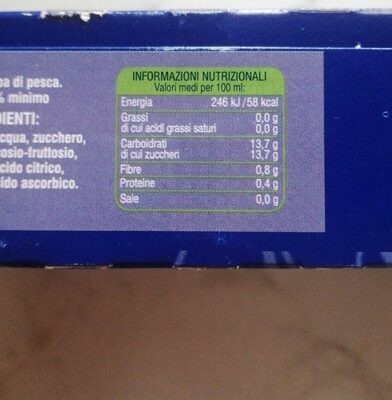 pa di pesca.
% minimo
DIENTI:
cqua, zucchero,
cosio-fruttosio,
cido citrico,
ido ascorbico.
INFORMAZIONI NUTRIZIONALI
Valori medi per 100 ml:
Energia 246 kJ/58 kcal
Grassi 0,0 g
di cui acidi grassi saturi 0,0 g
Carboidrati 13,7 g
di cui zuccheri 13,7 g
Fibre 0,8 g
Proteine 0,4 g
Sale 0,0 g